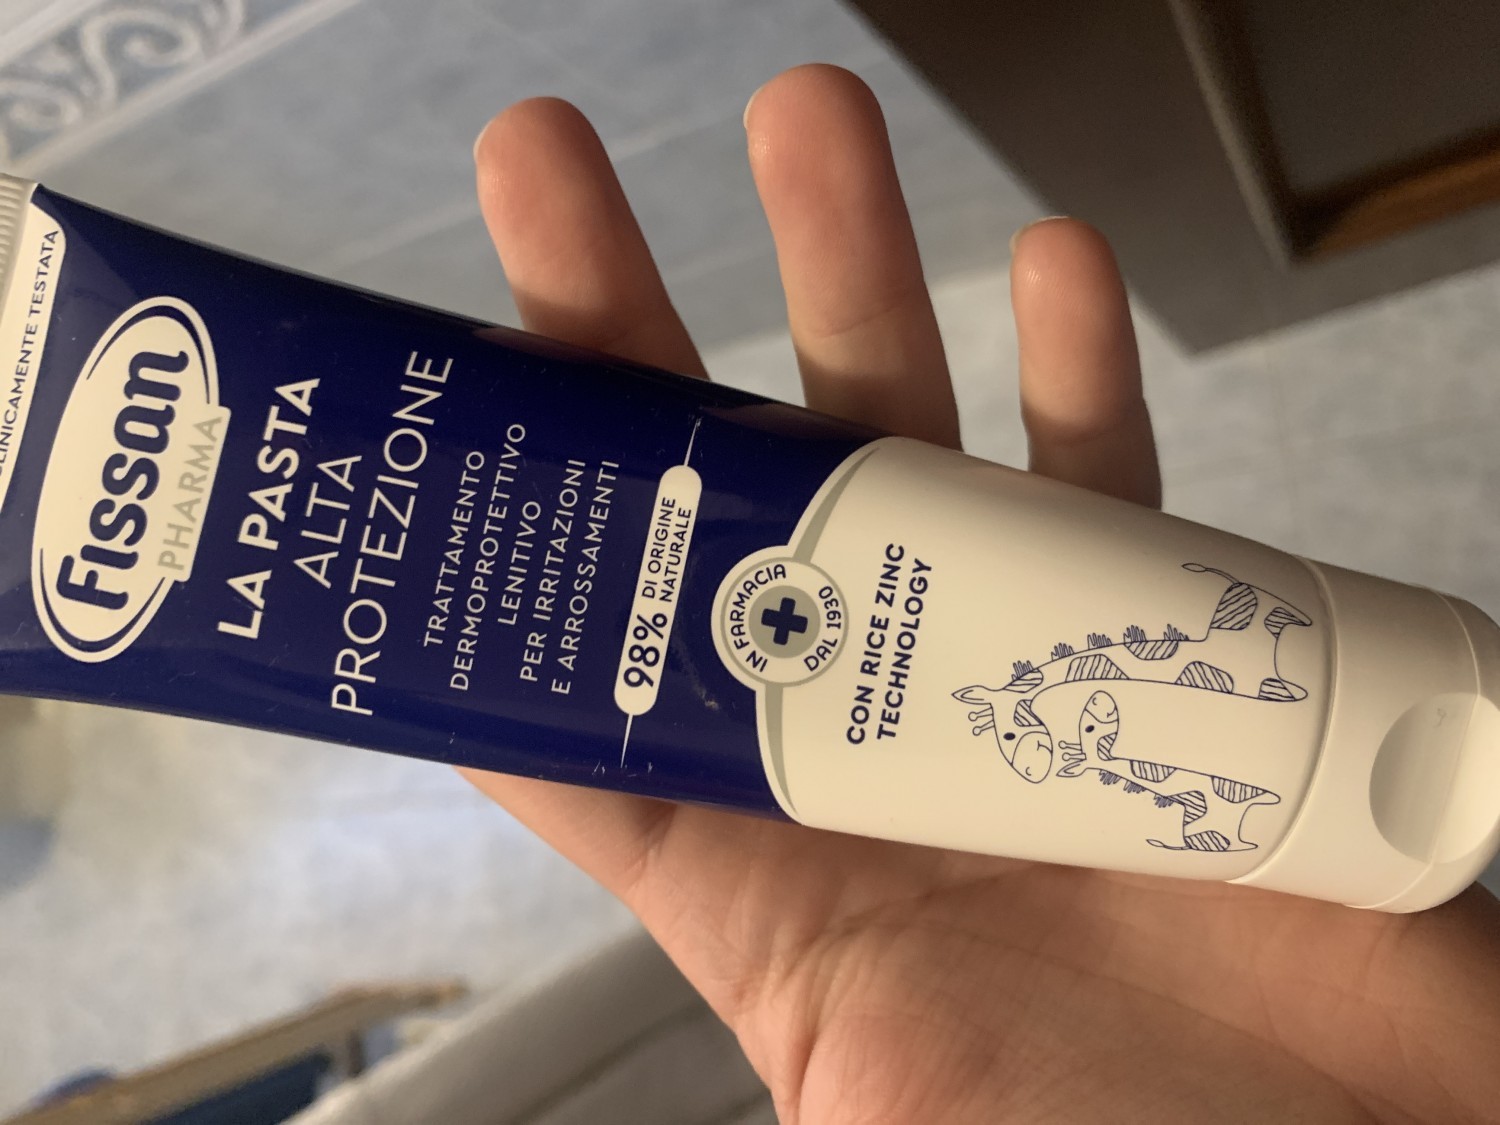 CLINICAMENTE TESTATA
Fissan
PHARMA
LA PASTA
ALTA
PROTEZIONE
TRATTAMENTO
DERMOPROTETTIVO
LENITIVO
PER IRRITAZIONI
E ARROSSAMENTI
98% DI ORIGINE
NATURALE
IN FARMACIA
DAL 1930
CON RICE ZINC
TECHNOLOGY